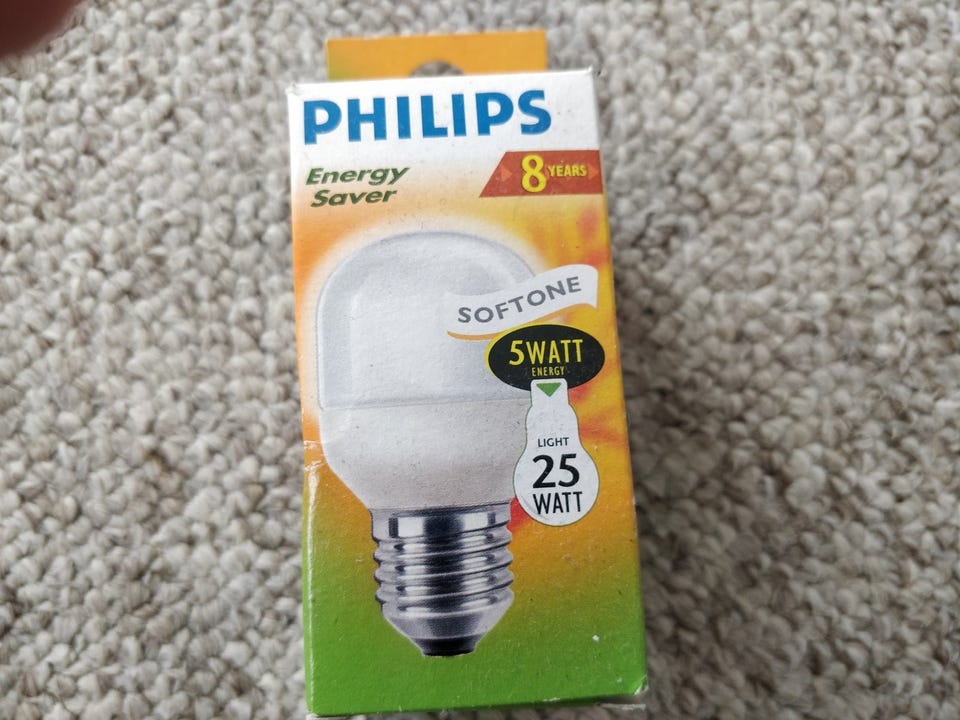 PHILIPS
Energy
Saver
8 YEARS
SOFTONE
5WATT
ENERGY
LIGHT
25
WATT